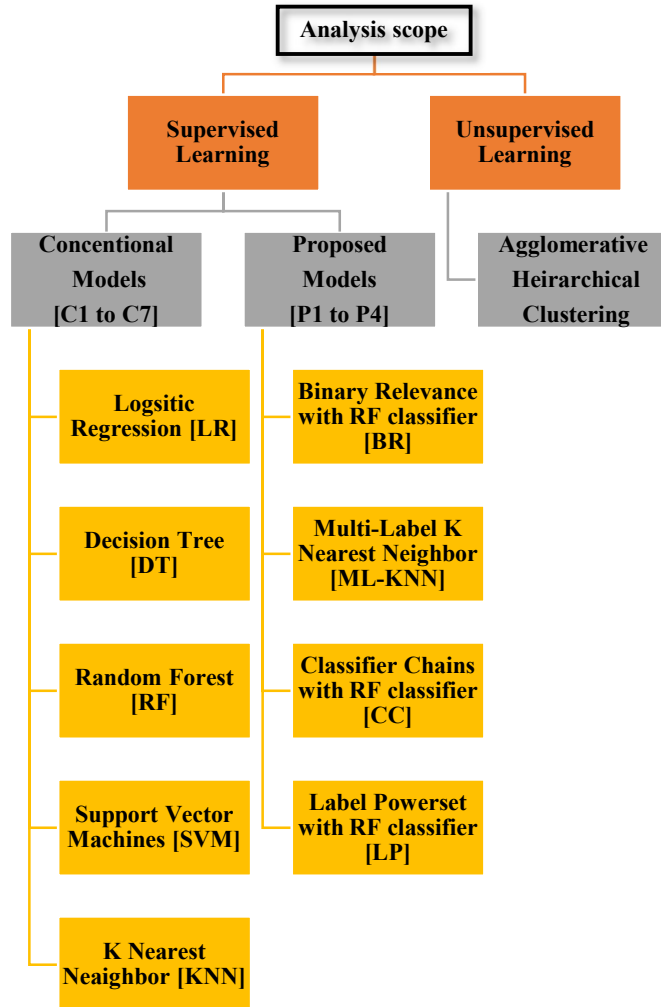 Analysis scope
Supervised
Learning
Unsupervised
Learning
Concentional
Models
[C1 to C7]
Proposed
Models
[P1 to P4]
Agglomerative
Heirarchical
Clustering
Logsitic
Regression [LR]
Decision Tree
[DT]
Random Forest
[RF]
Support Vector
Machines [SVM]
K Nearest
Neaighbor [KNN]
Binary Relevance
with RF classifier
[BR]
Multi-Label K
Nearest Neighbor
[ML-KNN]
Classifier Chains
with RF classifier
[CC]
Label Powerset
with RF classifier
[LP]